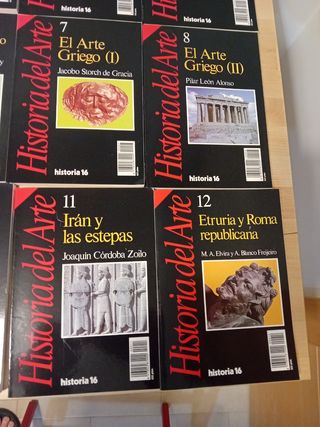 Historia del Arte
7
El Arte
Griego (I)
Jacobo Storch de Gracia
historia 16
Historia del Arte
8
El Arte
Griego (II)
Pilar León Alonso
historia 16
Historia del Arte
11
Irán y
las estepas
Joaquín Córdoba Zoilo
historia 16
Historia del Arte
12
Etruria y Roma
republicana
M. A. Elvira y A. Blanco Freijeiro
historia 16